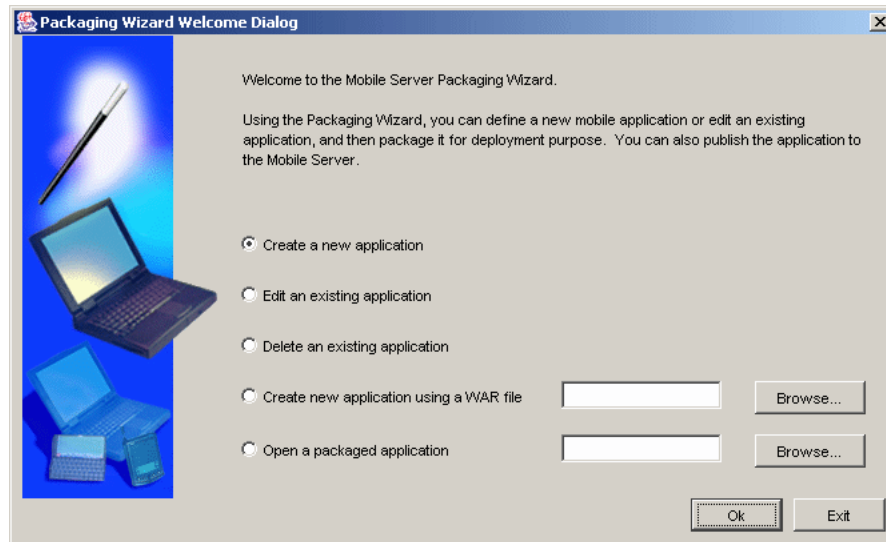 Packaging Wizard Welcome Dialog
Welcome to the Mobile Server Packaging Wizard.
Using the Packaging Wizard, you can define a new mobile application or edit an existing
application, and then package it for deployment purpose. You can also publish the application to
the Mobile Server.
Create a new application
Edit an existing application
Delete an existing application
Create new application using a WAR file
Browse...
Open a packaged application
Browse...
Ok
Exit